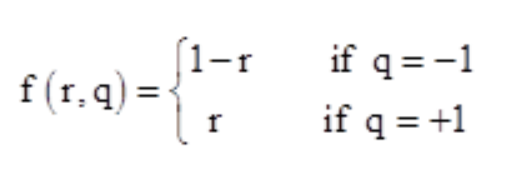 1−r if q = −1
f(r,q) = {
r if q = +1